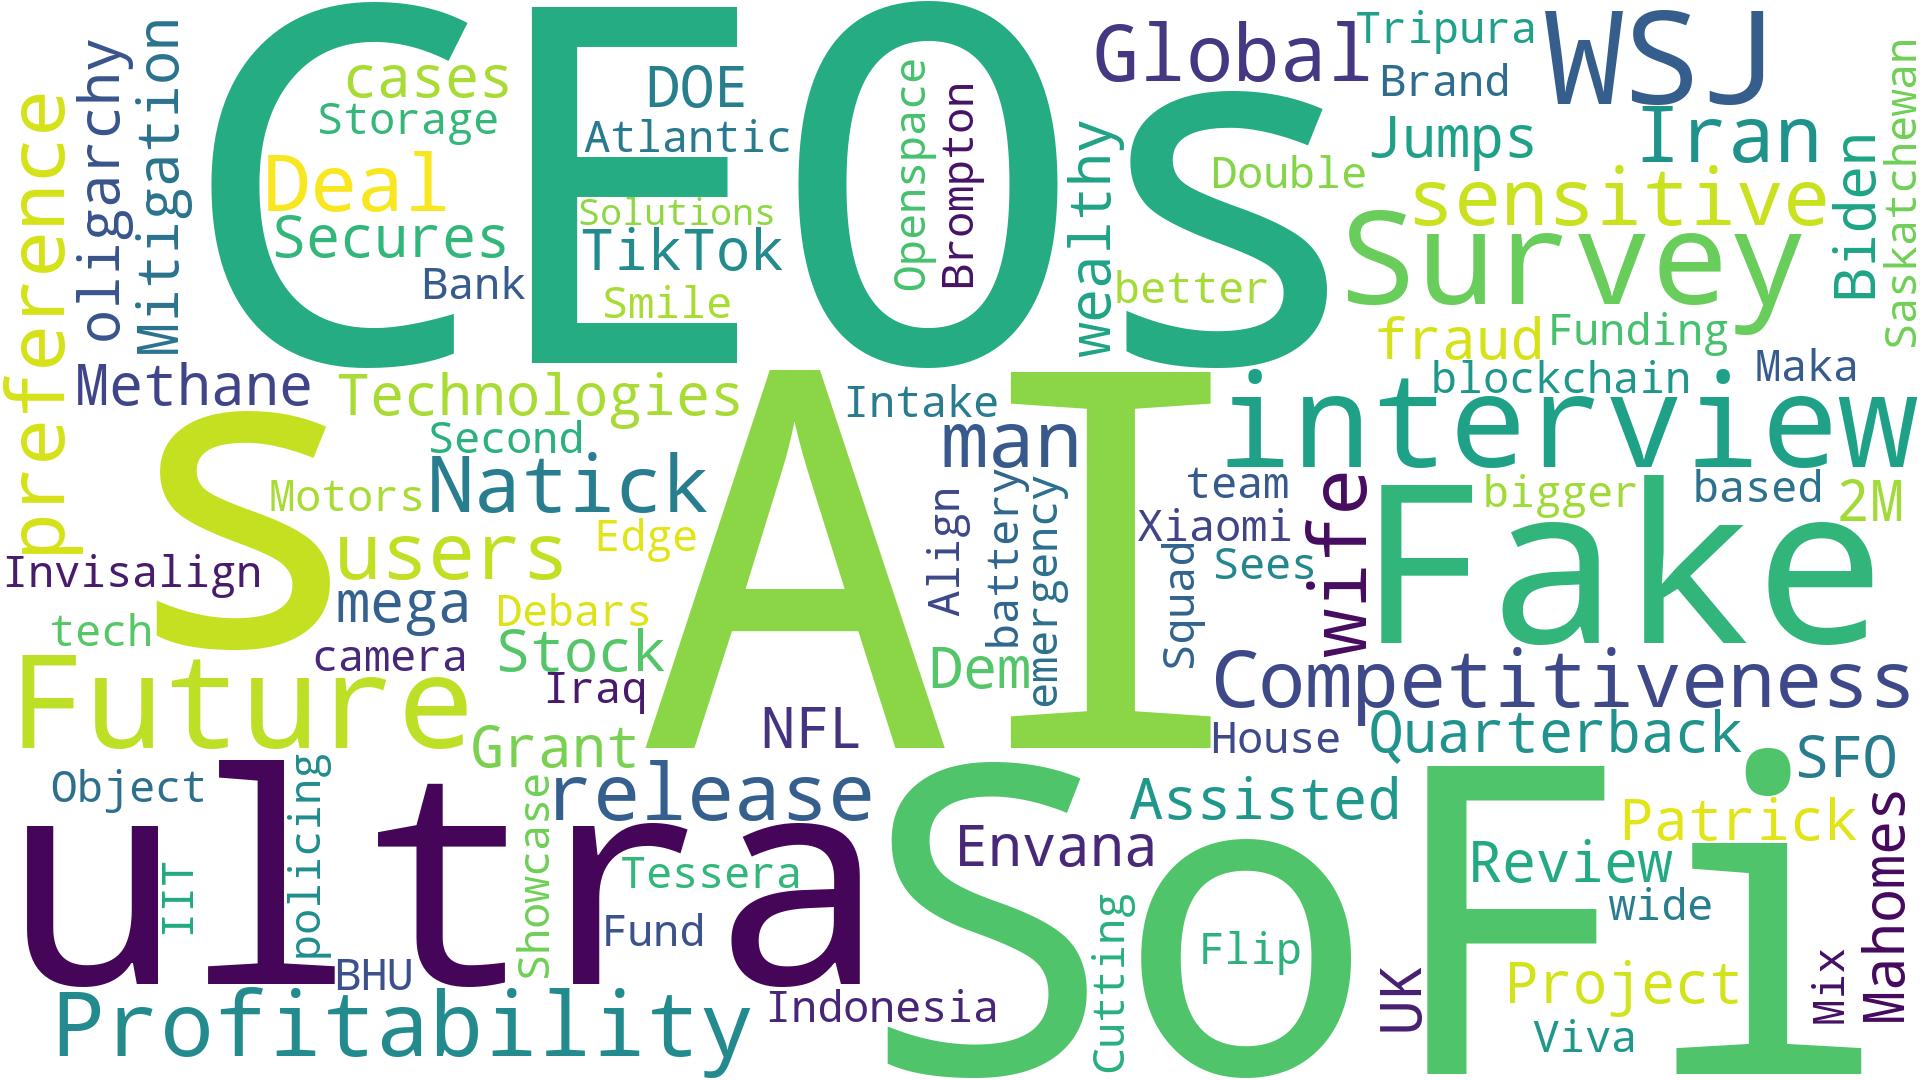 CEOs
AI
SoFi
ultra
S
Fake
interview
Survey
Future
WSJ
Profitability
Global
Deal
Iran
sensitive
preference
oligarchy
Mitigation
cases
Storage
Secures
Bank
DOE
Atlantic
Solutions
TikTok
Smile
Openspace
Brompton
wealthy
Tripura
Brand
Jumps
Double
better
Biden
Saskatchewan
fraud
Funding
blockchain
Maka
Methane
Technologies
Second
Natick
Motors
users
Edge
Invisalign
mega
Debars
tech
camera
Stock
Iraq
Intake
man
Align
battery
emergency
Dem
team
Xiaomi
Squad
Sees
wife
bigger
based
2M
Competitiveness
House
Quarterback
SFO
Grant
NFL
release
Object
policing
IIT
BHU
Showcase
Tessera
Fund
Indonesia
Envana
Assisted
Cutting
Flip
Patrick
Review
wide
Mahomes
UK
Project
Viva
Mix